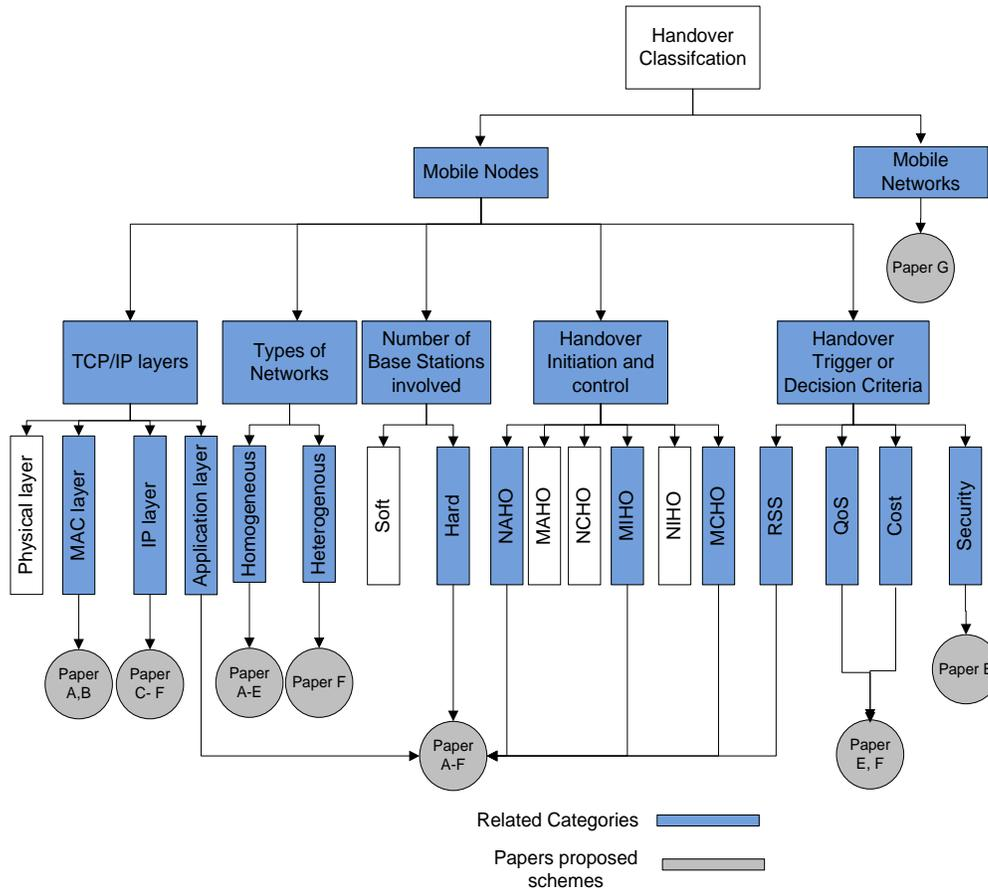 Handover
Classifcation
Mobile Nodes
Mobile
Networks
Paper G
TCP/IP layers
Types of
Networks
Number of
Base Stations
involved
Handover
Initiation and
control
Handover
Trigger or
Decision Criteria
Physical layer
MAC layer
IP layer
Application layer
Homogeneous
Heterogenous
Soft
Hard
NAHO
MAHO
NCHO
MIHO
NIHO
MCHO
RSS
QoS
Cost
Security
Paper
A,B
Paper
C- F
Paper
A-E
Paper F
Paper
A-F
Paper
E, F
Paper E
Related Categories
Papers proposed
schemes